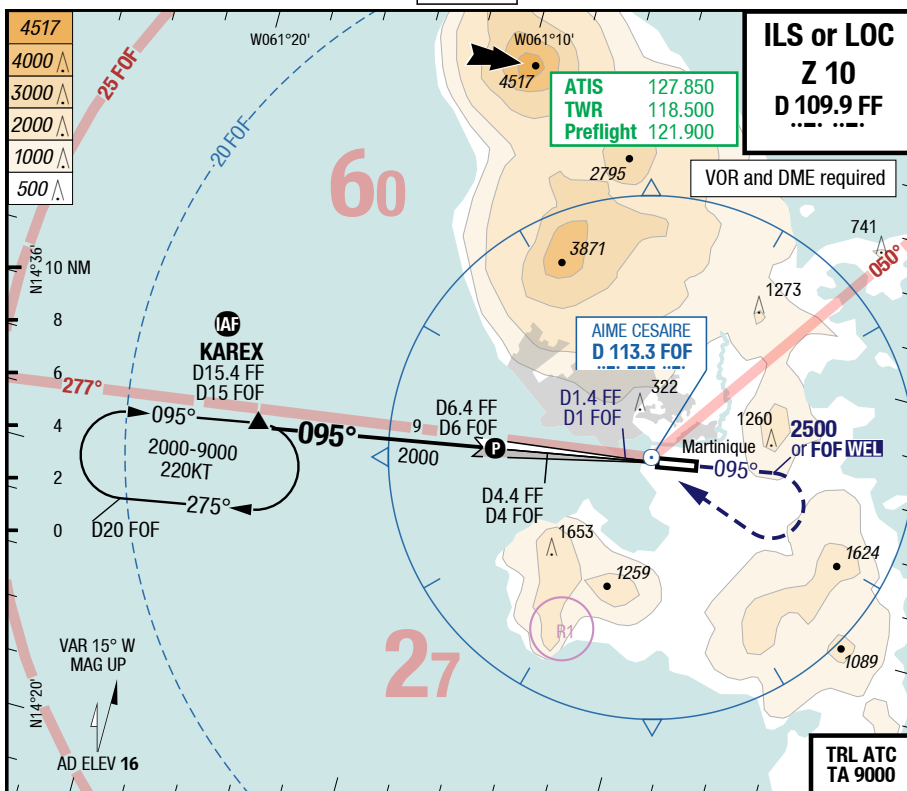 4517
4000
3000
2000
1000
500
25 FOF
20 FOF
W061°20'
W061°10'
4517
ATIS 127.850
TWR 118.500
Preflight 121.900
ILS or LOC
Z 10
D 109.9 FF
VOR and DME required
60
2795
3871
741
050°
1273
N14°36'
10 NM
8
6
4
2
0
IAF
KAREX
D15.4 FF
D15 FOF
277°
095°
2000-9000
220KT
275°
D20 FOF
095°
9
2000
D6.4 FF
D6 FOF
P
D4.4 FF
D4 FOF
AIME CESAIRE
D 113.3 FOF
D1.4 FF
D1 FOF
322
1260
Martinique
2500
or FOF WEL
095°
1653
1259
R1
1624
1089
27
VAR 15° W
MAG UP
N14°20'
AD ELEV 16
TRL ATC
TA 9000